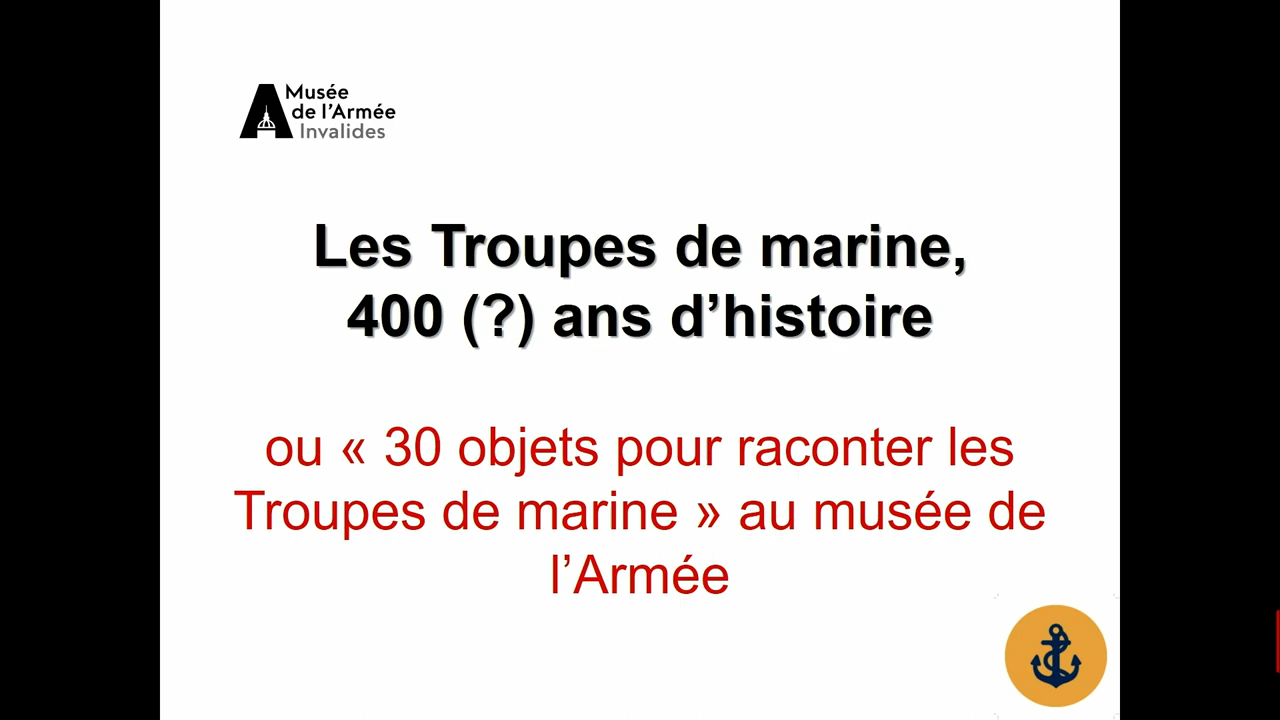 Musée
de l'Armée
Invalides
Les Troupes de marine,
400 (?) ans d’histoire
ou « 30 objets pour raconter les
Troupes de marine » au musée de
l’Armée